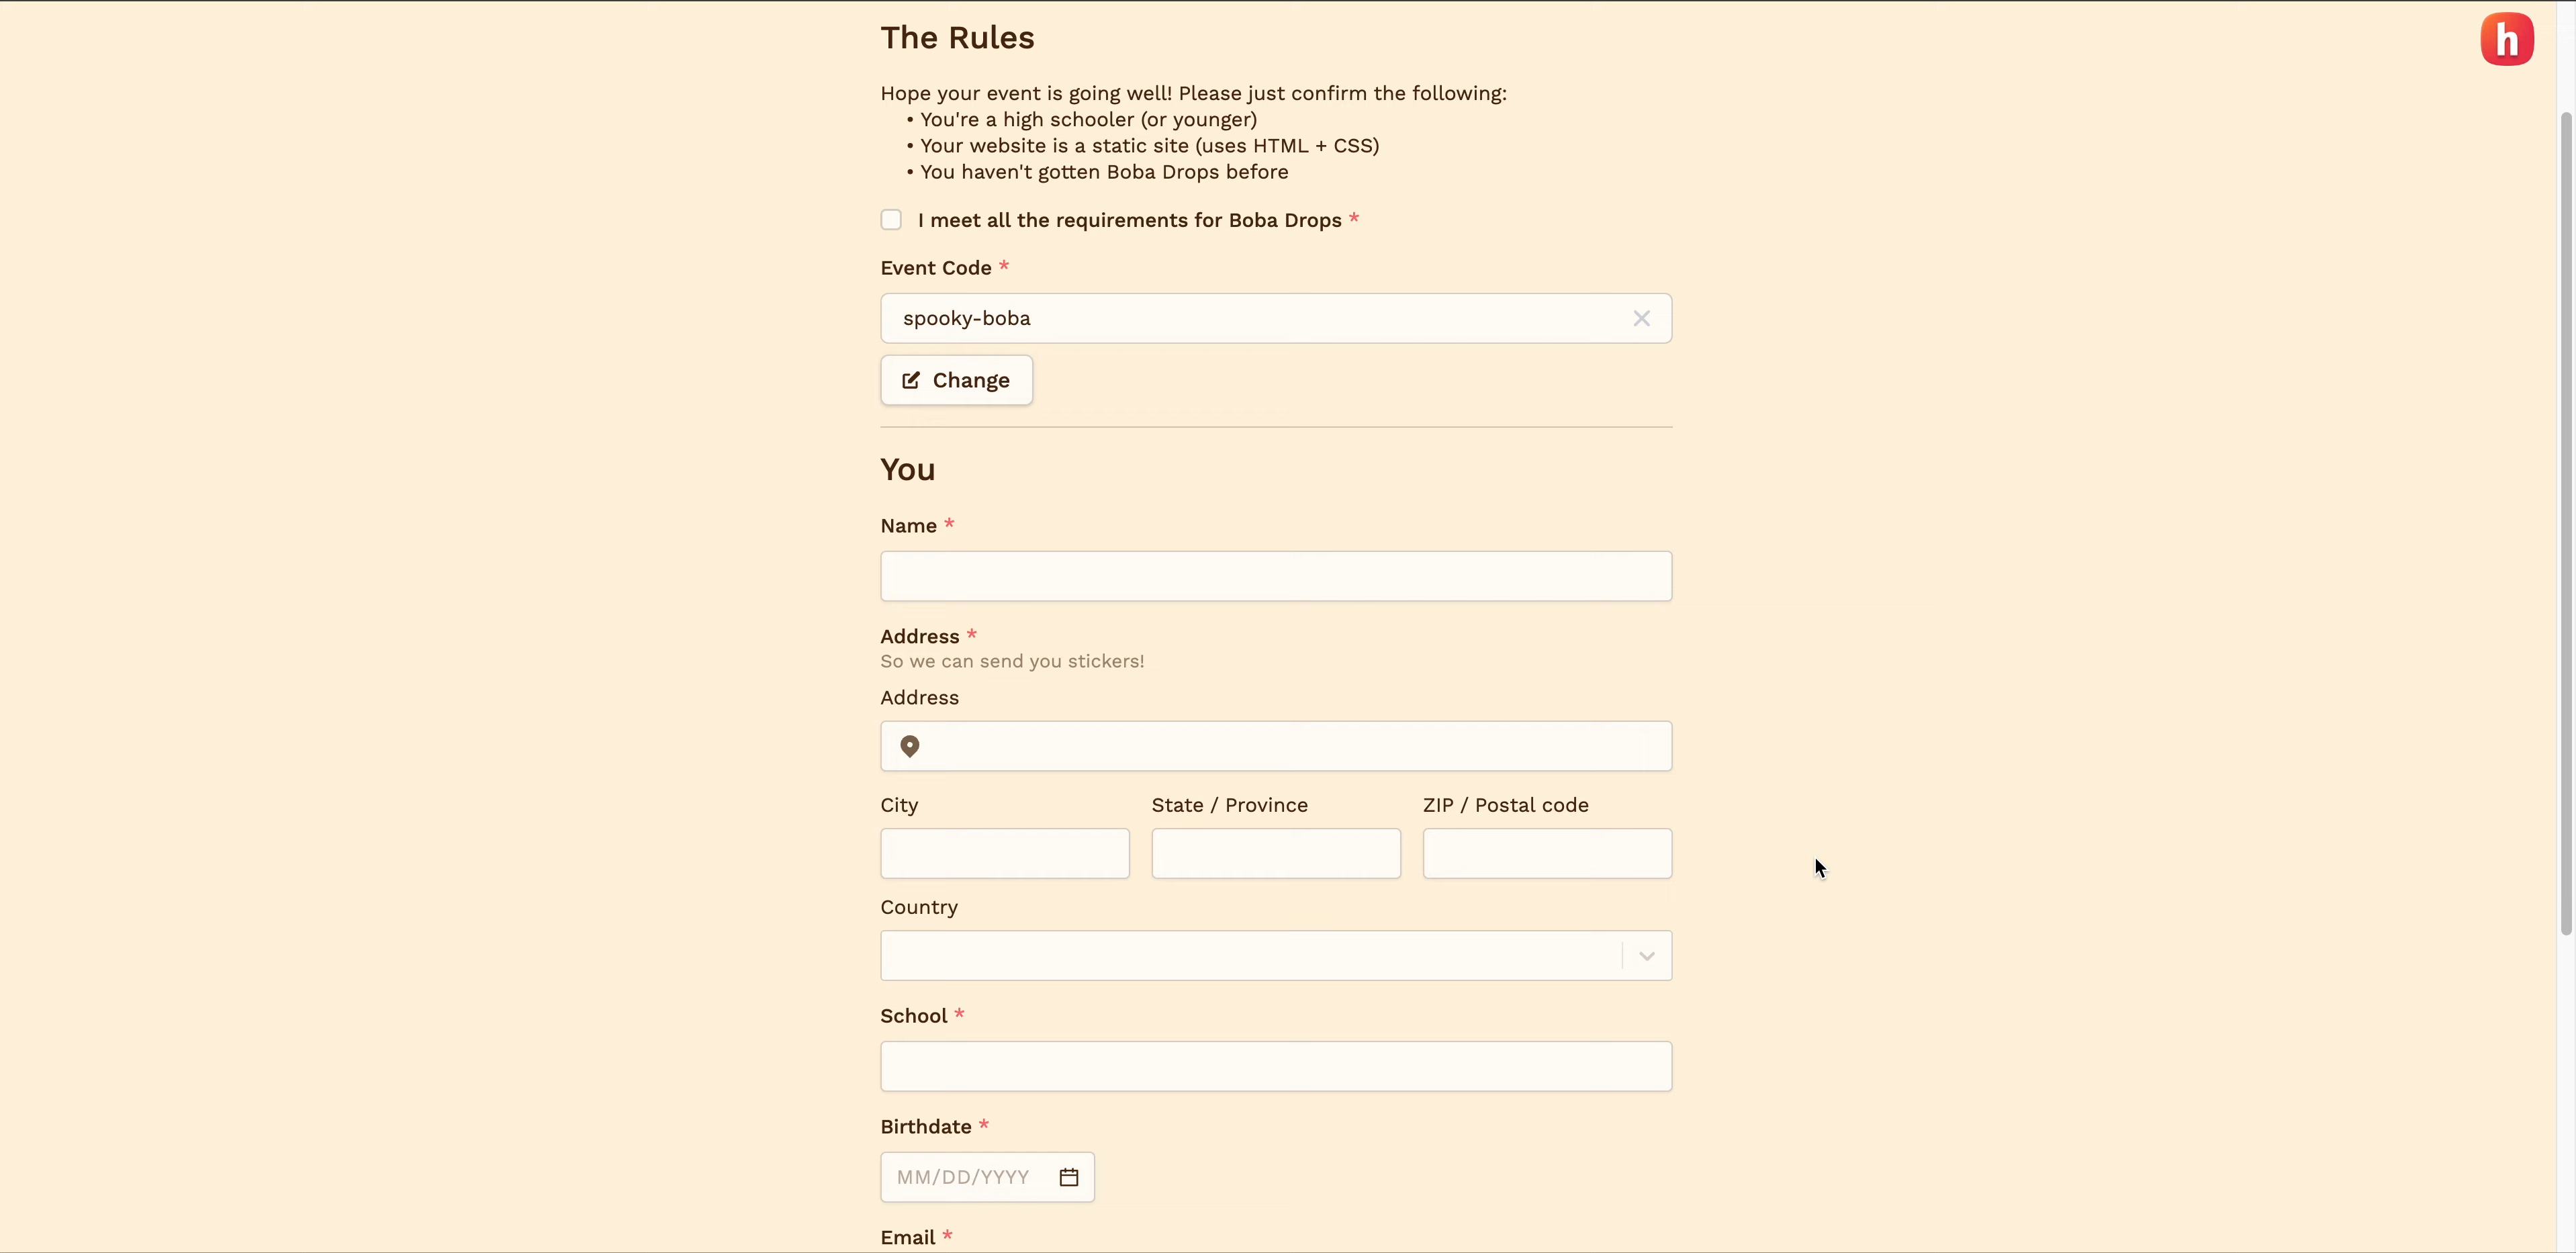 The Rules
h
Hope your event is going well! Please just confirm the following:
• You're a high schooler (or younger)
• Your website is a static site (uses HTML + CSS)
• You haven't gotten Boba Drops before
I meet all the requirements for Boba Drops *
Event Code *
spooky-boba
Change
You
Name *
Address *
So we can send you stickers!
Address
City State / Province ZIP / Postal code
Country
School *
Birthdate *
MM/DD/YYYY
Email *